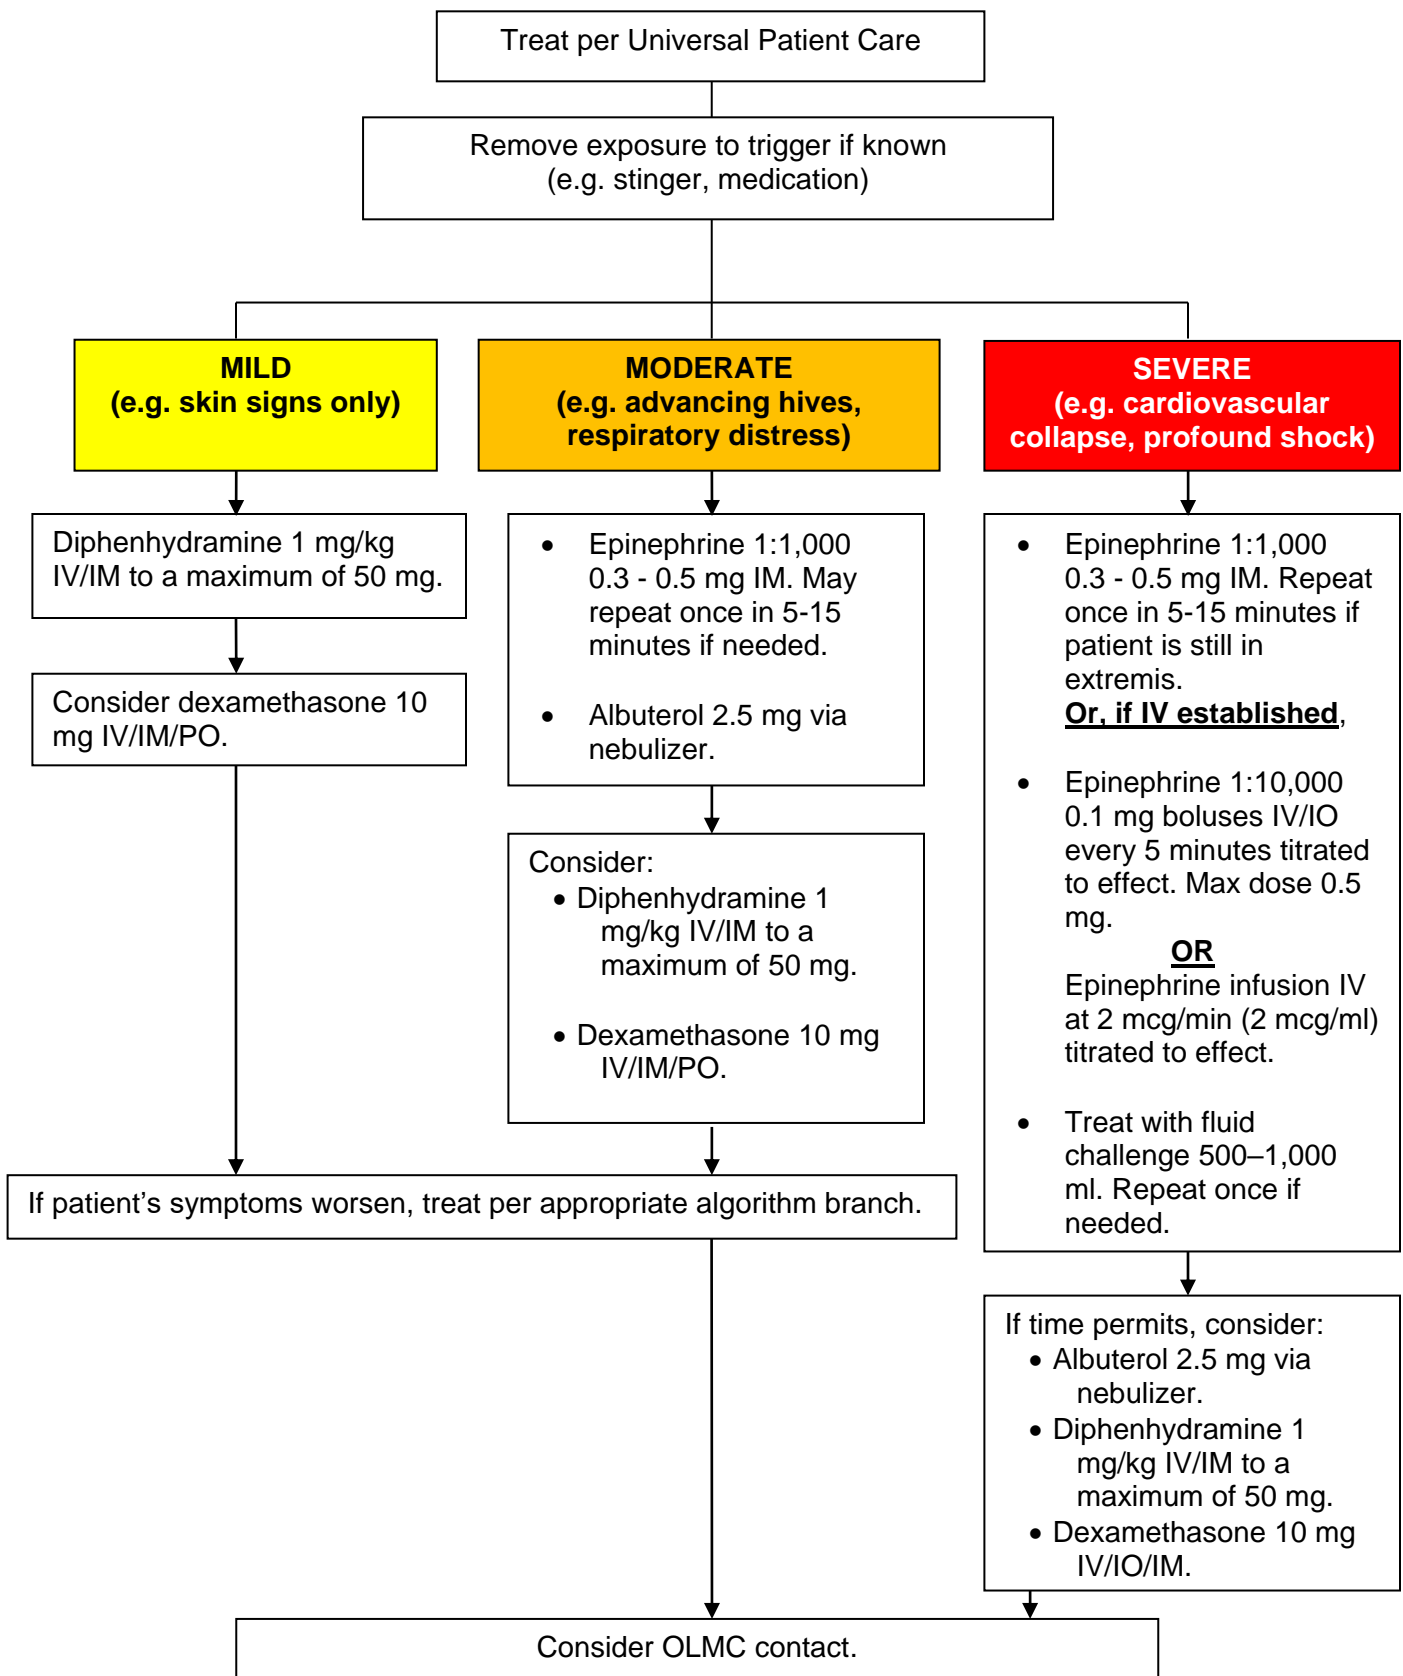 Treat per Universal Patient Care
Remove exposure to trigger if known
(e.g. stinger, medication)
MILD
(e.g. skin signs only)
MODERATE
(e.g. advancing hives,
respiratory distress)
SEVERE
(e.g. cardiovascular
collapse, profound shock)
Diphenhydramine 1 mg/kg
IV/IM to a maximum of 50 mg.
Consider dexamethasone 10
mg IV/IM/PO.
• Epinephrine 1:1,000
0.3 - 0.5 mg IM. May
repeat once in 5-15
minutes if needed.
• Albuterol 2.5 mg via
nebulizer.
Consider:
• Diphenhydramine 1
mg/kg IV/IM to a
maximum of 50 mg.
• Dexamethasone 10 mg
IV/IM/PO.
• Epinephrine 1:1,000
0.3 - 0.5 mg IM. Repeat
once in 5-15 minutes if
patient is still in
extremis.
Or, if IV established,
• Epinephrine 1:10,000
0.1 mg boluses IV/IO
every 5 minutes titrated
to effect. Max dose 0.5
mg.
OR
Epinephrine infusion IV
at 2 mcg/min (2 mcg/ml)
titrated to effect.
• Treat with fluid
challenge 500–1,000
ml. Repeat once if
needed.
If patient’s symptoms worsen, treat per appropriate algorithm branch.
If time permits, consider:
• Albuterol 2.5 mg via
nebulizer.
• Diphenhydramine 1
mg/kg IV/IM to a
maximum of 50 mg.
• Dexamethasone 10 mg
IV/IO/IM.
Consider OLMC contact.